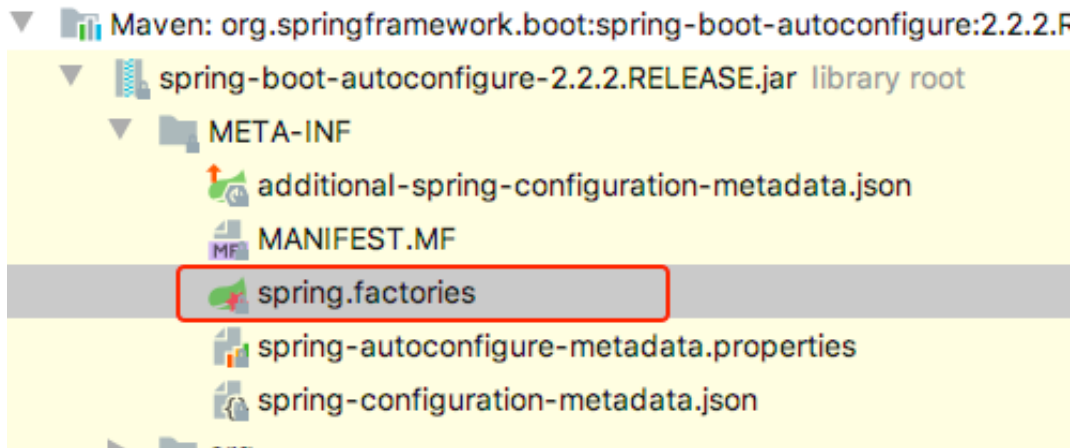 Maven: org.springframework.boot:spring-boot-autoconfigure:2.2.2.R
spring-boot-autoconfigure-2.2.2.RELEASE.jar library root
META-INF
additional-spring-configuration-metadata.json
MF MANIFEST.MF
spring.factories
spring-autoconfigure-metadata.properties
spring-configuration-metadata.json